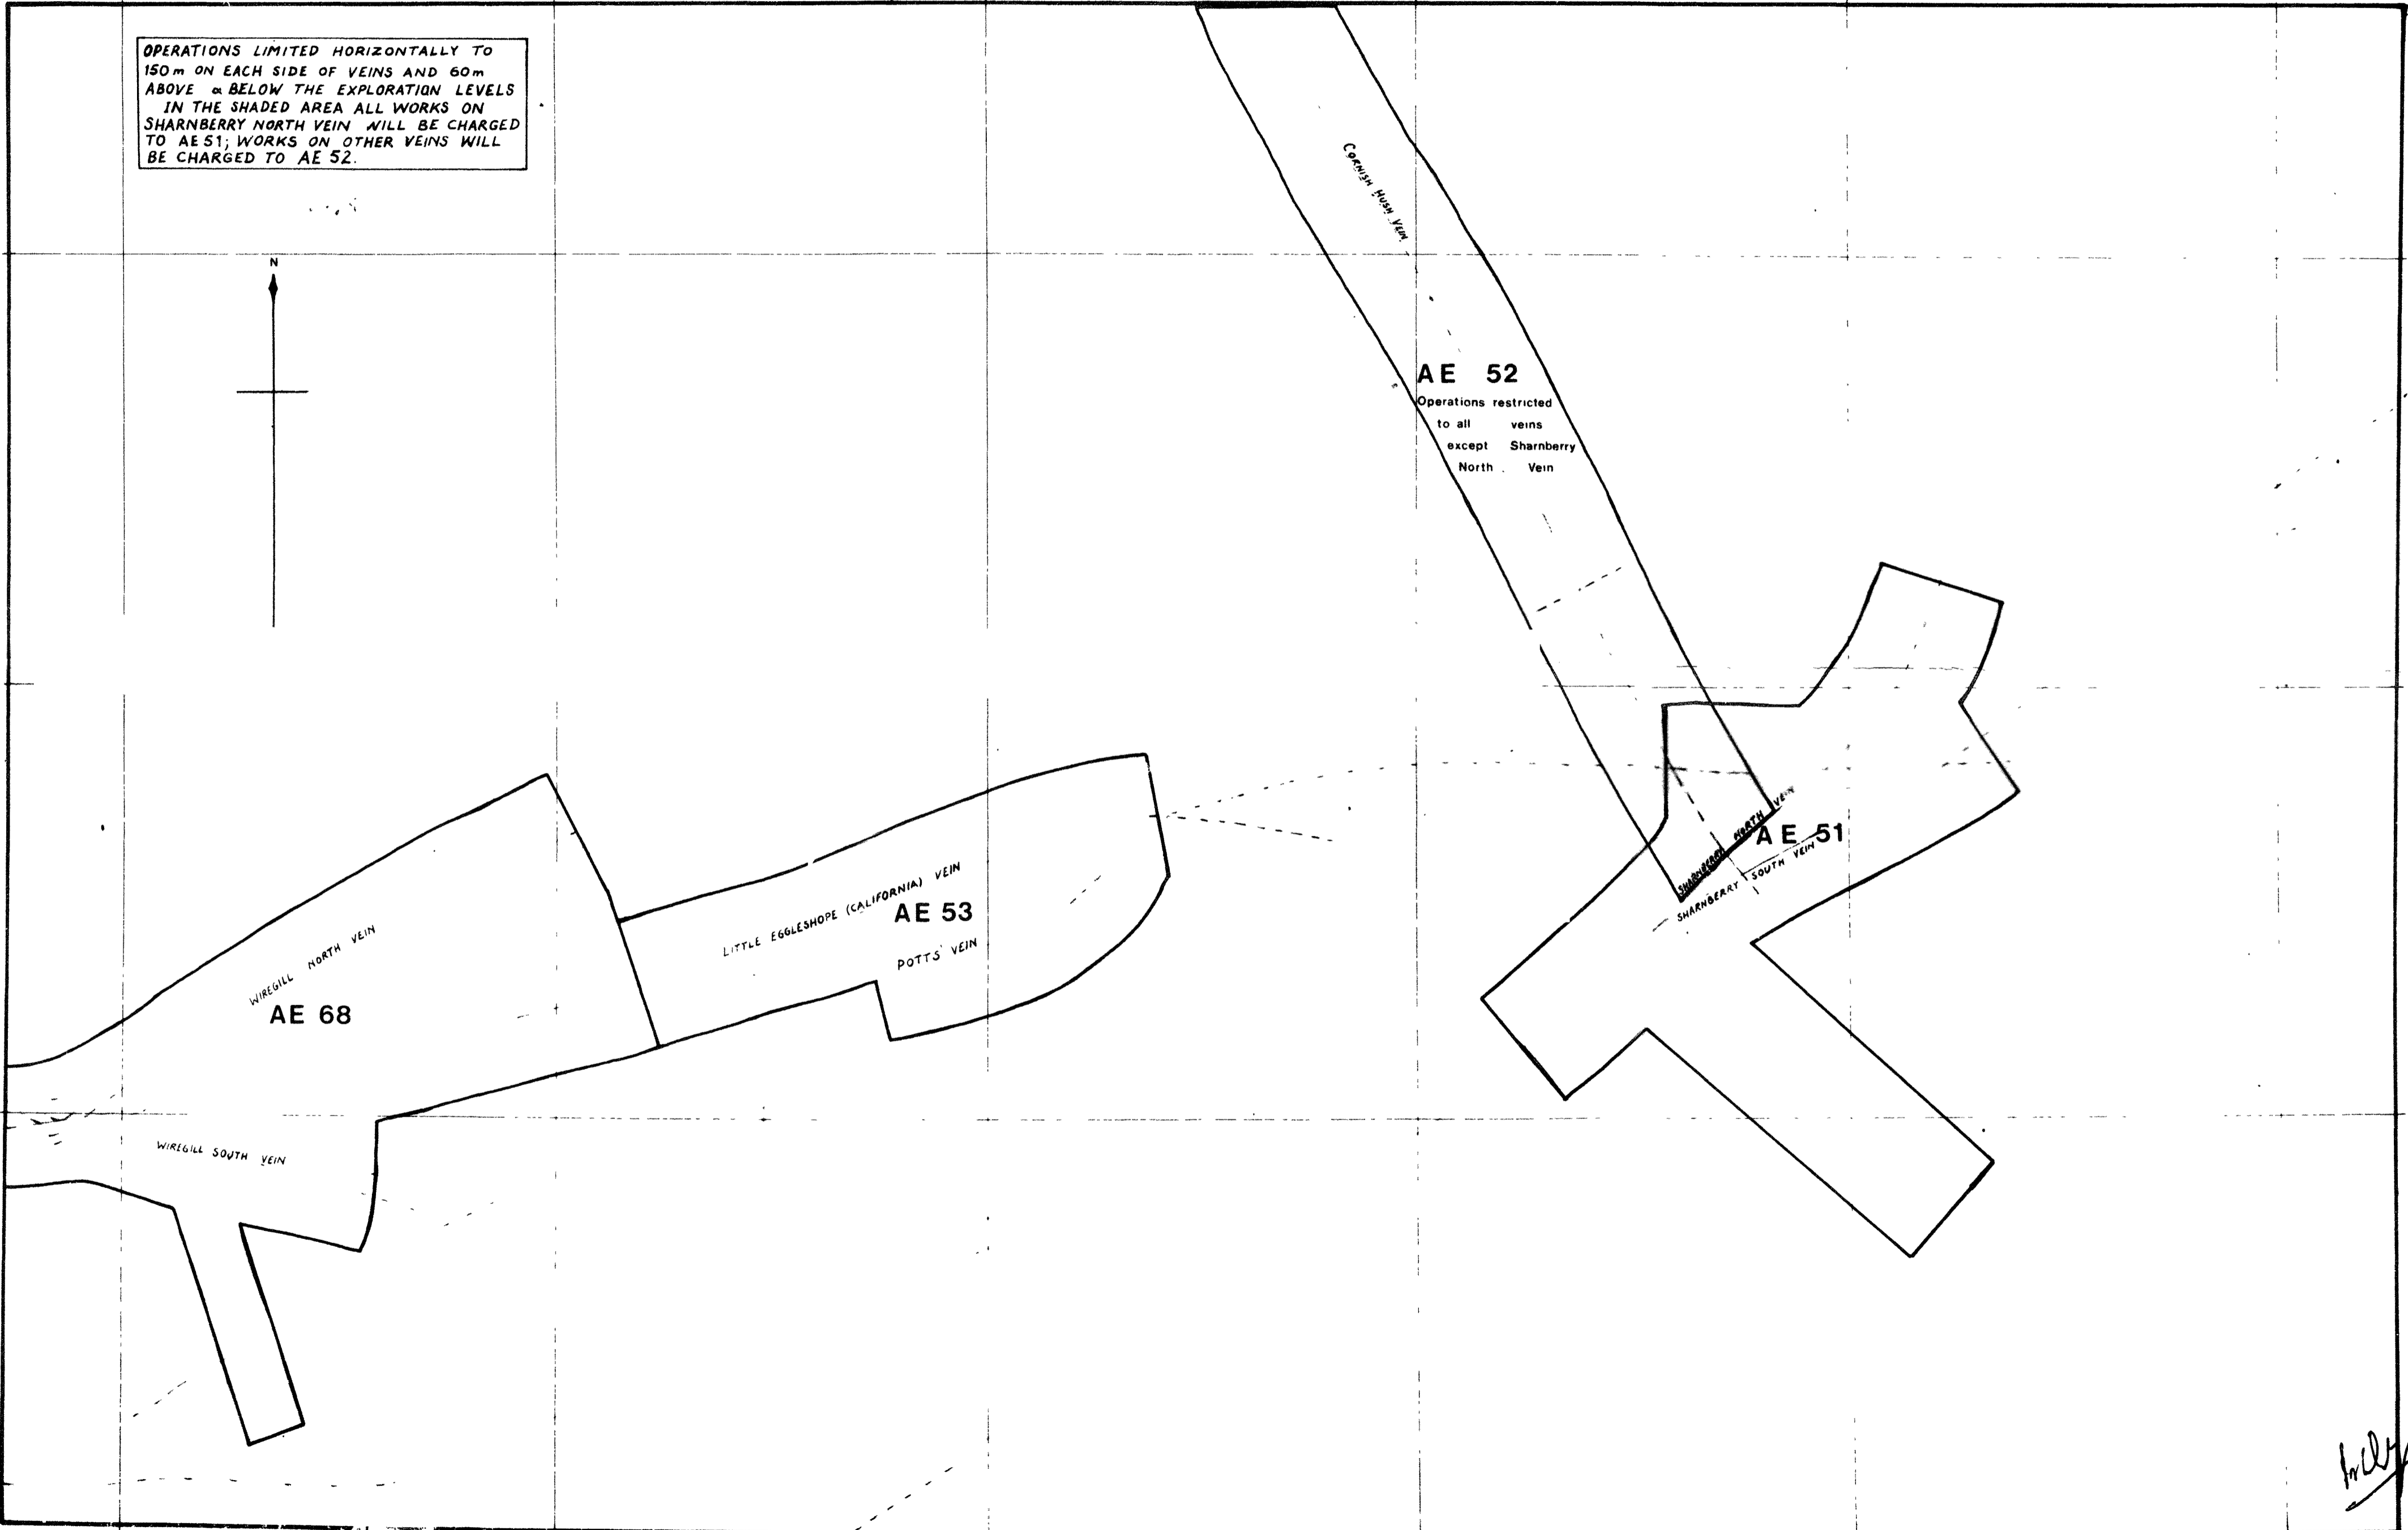 OPERATIONS LIMITED HORIZONTALLY TO
150m ON EACH SIDE OF VEINS AND 60m
ABOVE & BELOW THE EXPLORATION LEVELS
IN THE SHADED AREA ALL WORKS ON
SHARNBERRY NORTH VEIN WILL BE CHARGED
TO AE 51; WORKS ON OTHER VEINS WILL
BE CHARGED TO AE 52.
N
CORNISH HUSH VEIN
AE 52
Operations restricted
to all veins
except Sharnberry
North Vein
SHARNBERRY NORTH VEIN
AE 51
SHARNBERRY SOUTH VEIN
LITTLE EGGLESHOPE (CALIFORNIA) VEIN
AE 53
POTTS' VEIN
WIREGILL NORTH VEIN
AE 68
WIREGILL SOUTH VEIN